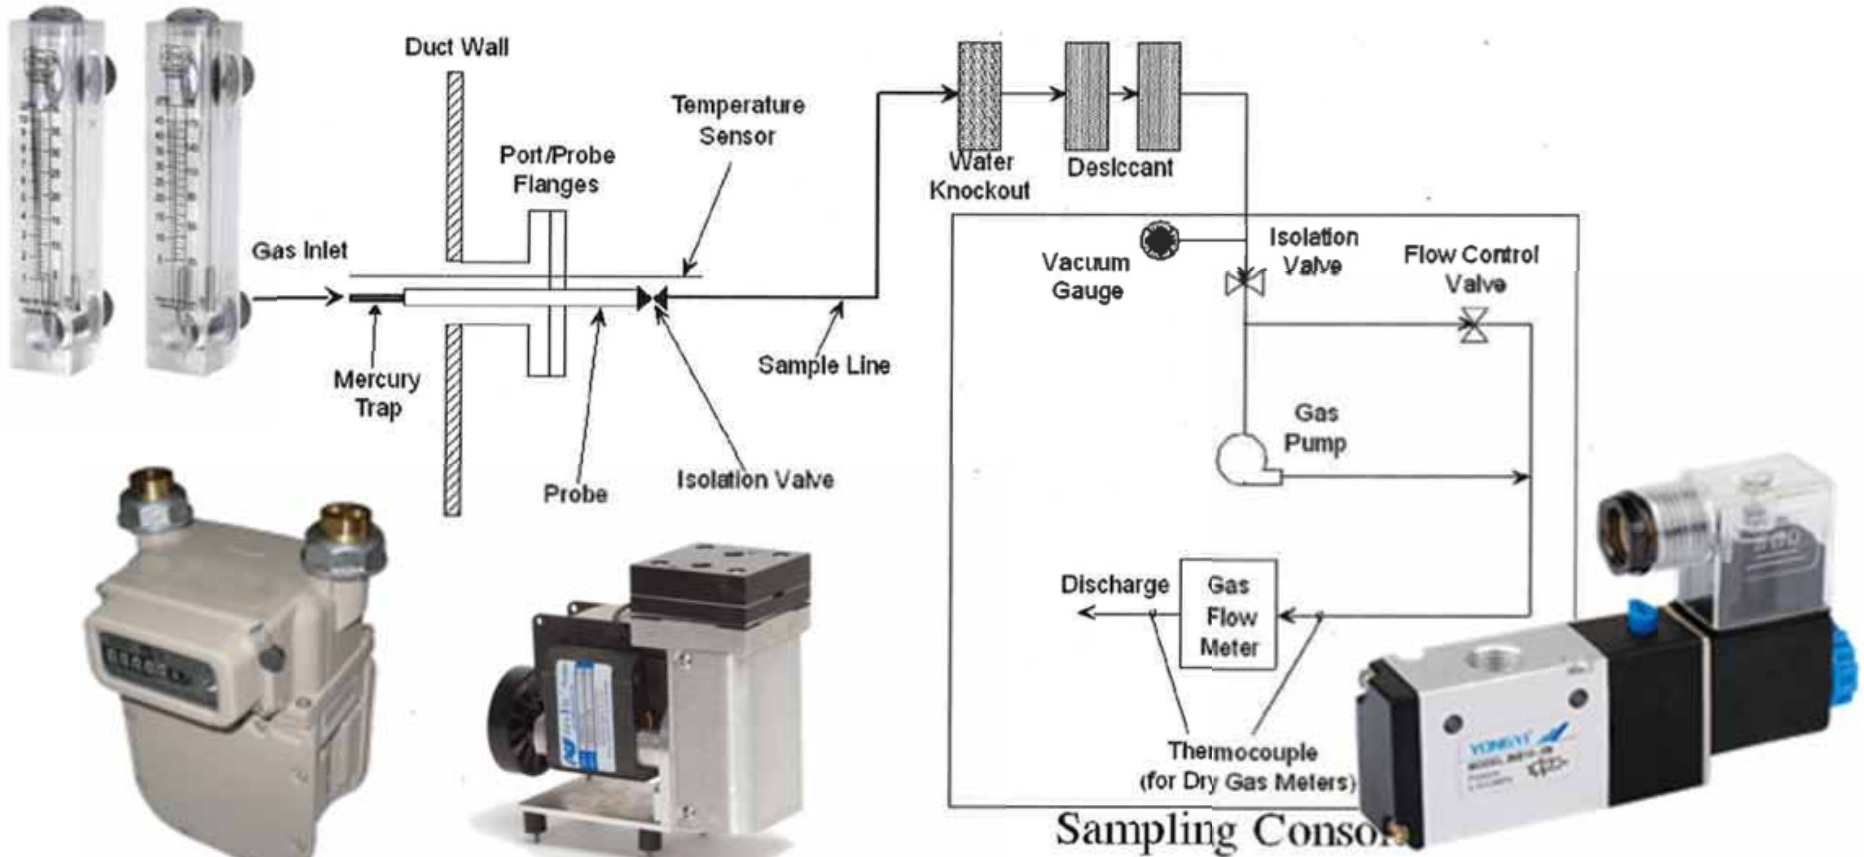 Duct Wall
Temperature
Sensor
Port/Probe
Flanges
Gas Inlet
Mercury
Trap
Probe
Isolation Valve
Sample Line
Water
Knockout
Desiccant
Vacuum
Gauge
Isolation
Valve
Flow Control
Valve
Gas
Pump
Discharge
Gas
Flow
Meter
Thermocouple
(for Dry Gas Meters)
Sampling Conso
YONGYI
MODEL